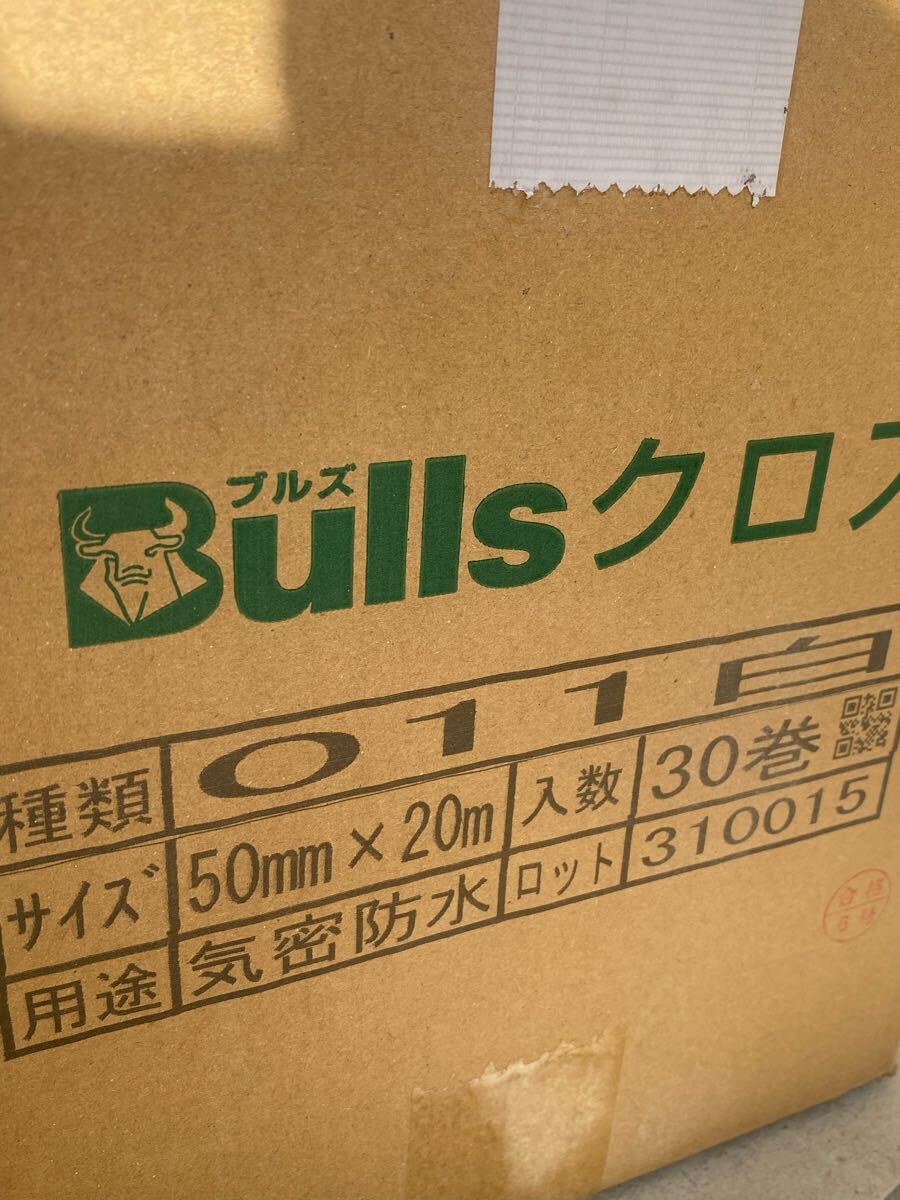 ブルズ
Bullsクロス
種類 011白
サイズ 50mm×20m 入数 30巻
用途 気密防水 ロット 310015